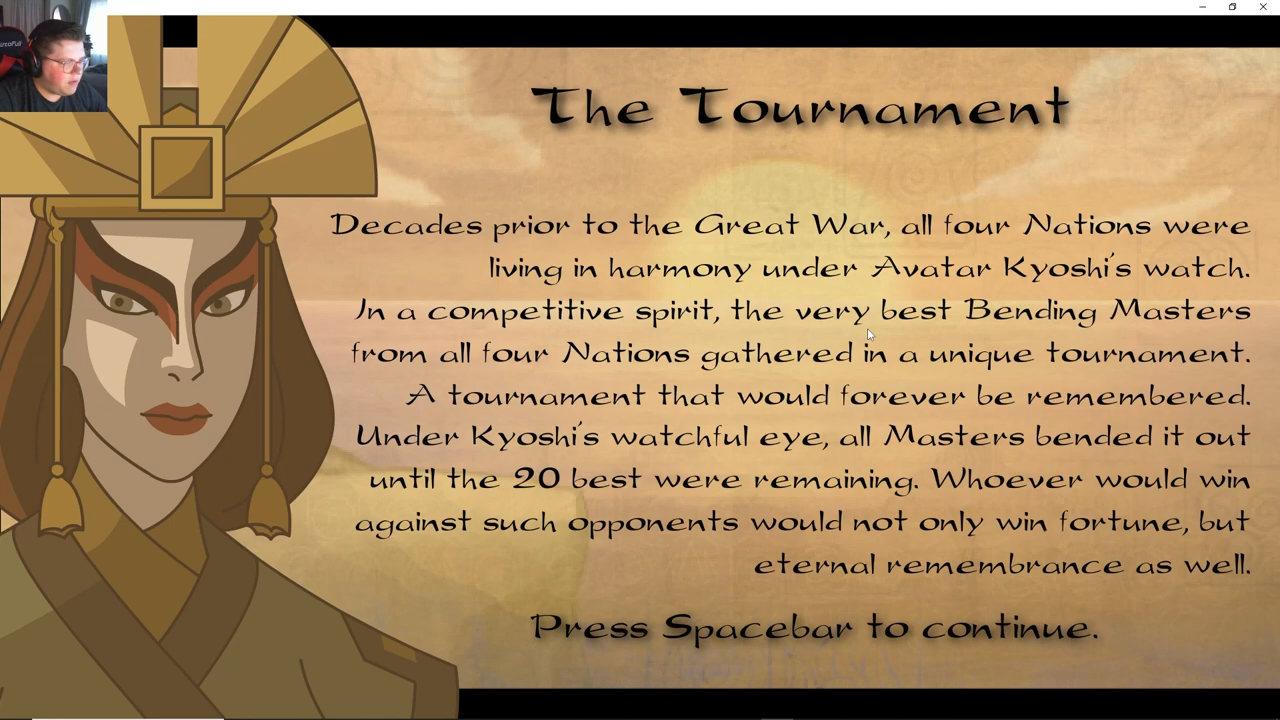 The Tournament
Decades prior to the Great War, all four Nations were
living in harmony under Avatar Kyoshi's watch.
In a competitive spirit, the very best Bending Masters
from all four Nations gathered in a unique tournament.
A tournament that would forever be remembered.
Under Kyoshi's watchful eye, all Masters bended it out
until the 20 best were remaining. Whoever would win
against such opponents would not only win fortune, but
eternal remembrance as well.
Press Spacebar to continue.